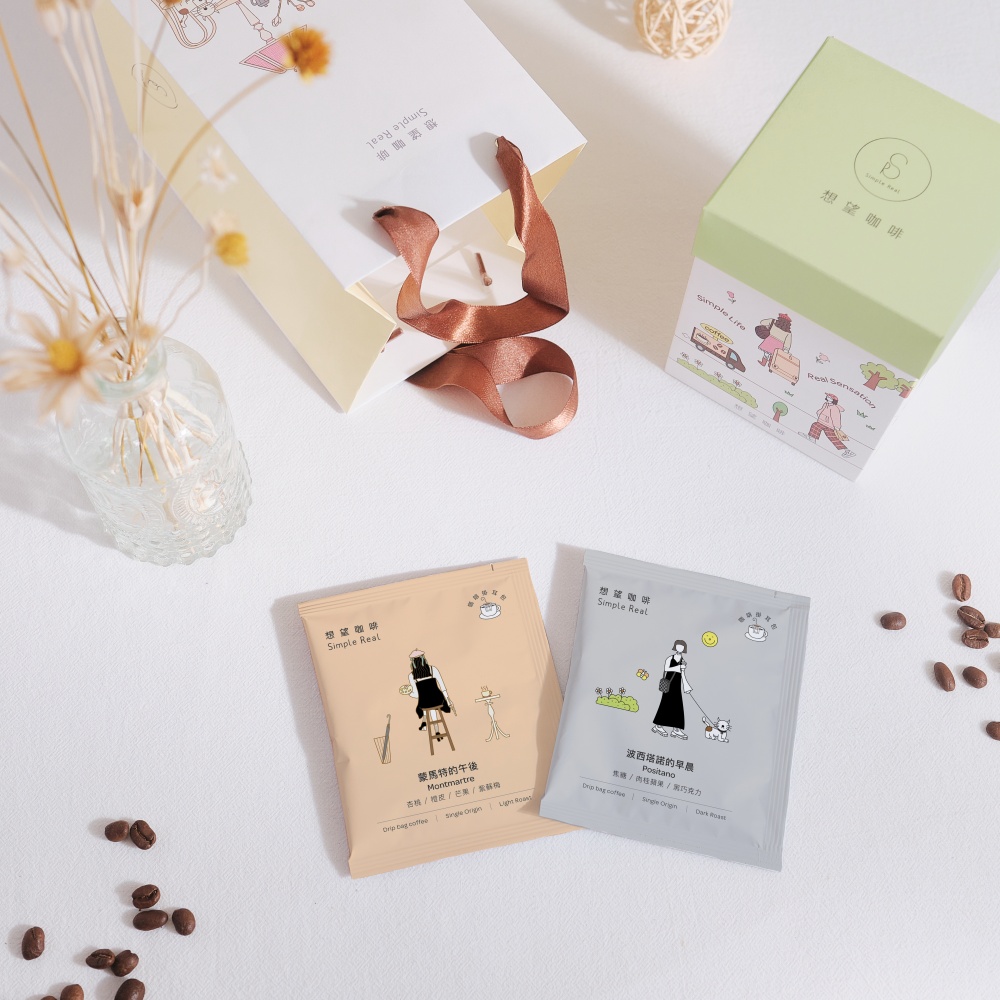 想望咖啡
Simple Real
Simple Real
想望咖啡
Simple Life
coffee
Real Sensation
想望咖啡
想望咖啡
Simple Real
蒙馬特的午後
Montmartre
杏桃 / 橙皮 / 芒果 / 紫蘇梅
Drip bag coffee | Single Origin | Light Roast
想望咖啡
Simple Real
波西塔諾的早晨
Positano
焦糖 / 肉桂蘋果 / 黑巧克力
Drip bag coffee | Single Origin | Dark Roast